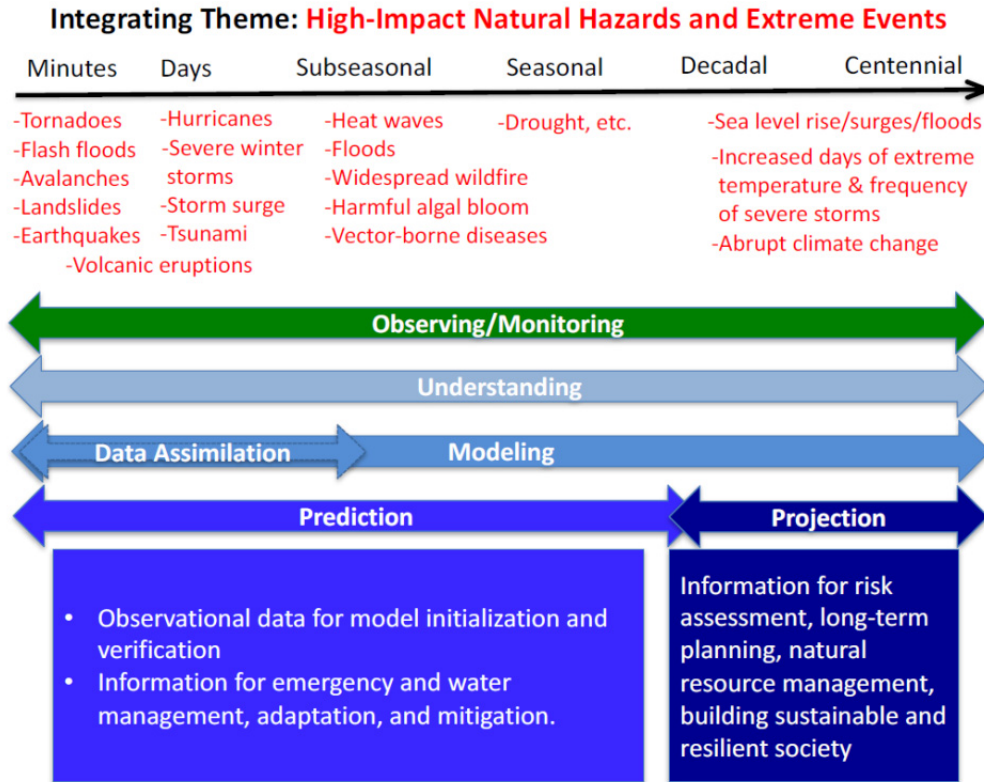 Integrating Theme: High-Impact Natural Hazards and Extreme Events
Minutes Days Subseasonal Seasonal Decadal Centennial
-Tornadoes
-Flash floods
-Avalanches
-Landslides
-Earthquakes
-Hurricanes
-Severe winter
storms
-Storm surge
-Tsunami
-Volcanic eruptions
-Heat waves
-Floods
-Widespread wildfire
-Harmful algal bloom
-Vector-borne diseases
-Drought, etc.
-Sea level rise/surges/floods
-Increased days of extreme
temperature & frequency
of severe storms
-Abrupt climate change
Observing/Monitoring
Understanding
Data Assimilation Modeling
Prediction Projection
• Observational data for model initialization and
verification
• Information for emergency and water
management, adaptation, and mitigation.
Information for risk
assessment, long-term
planning, natural
resource management,
building sustainable and
resilient society